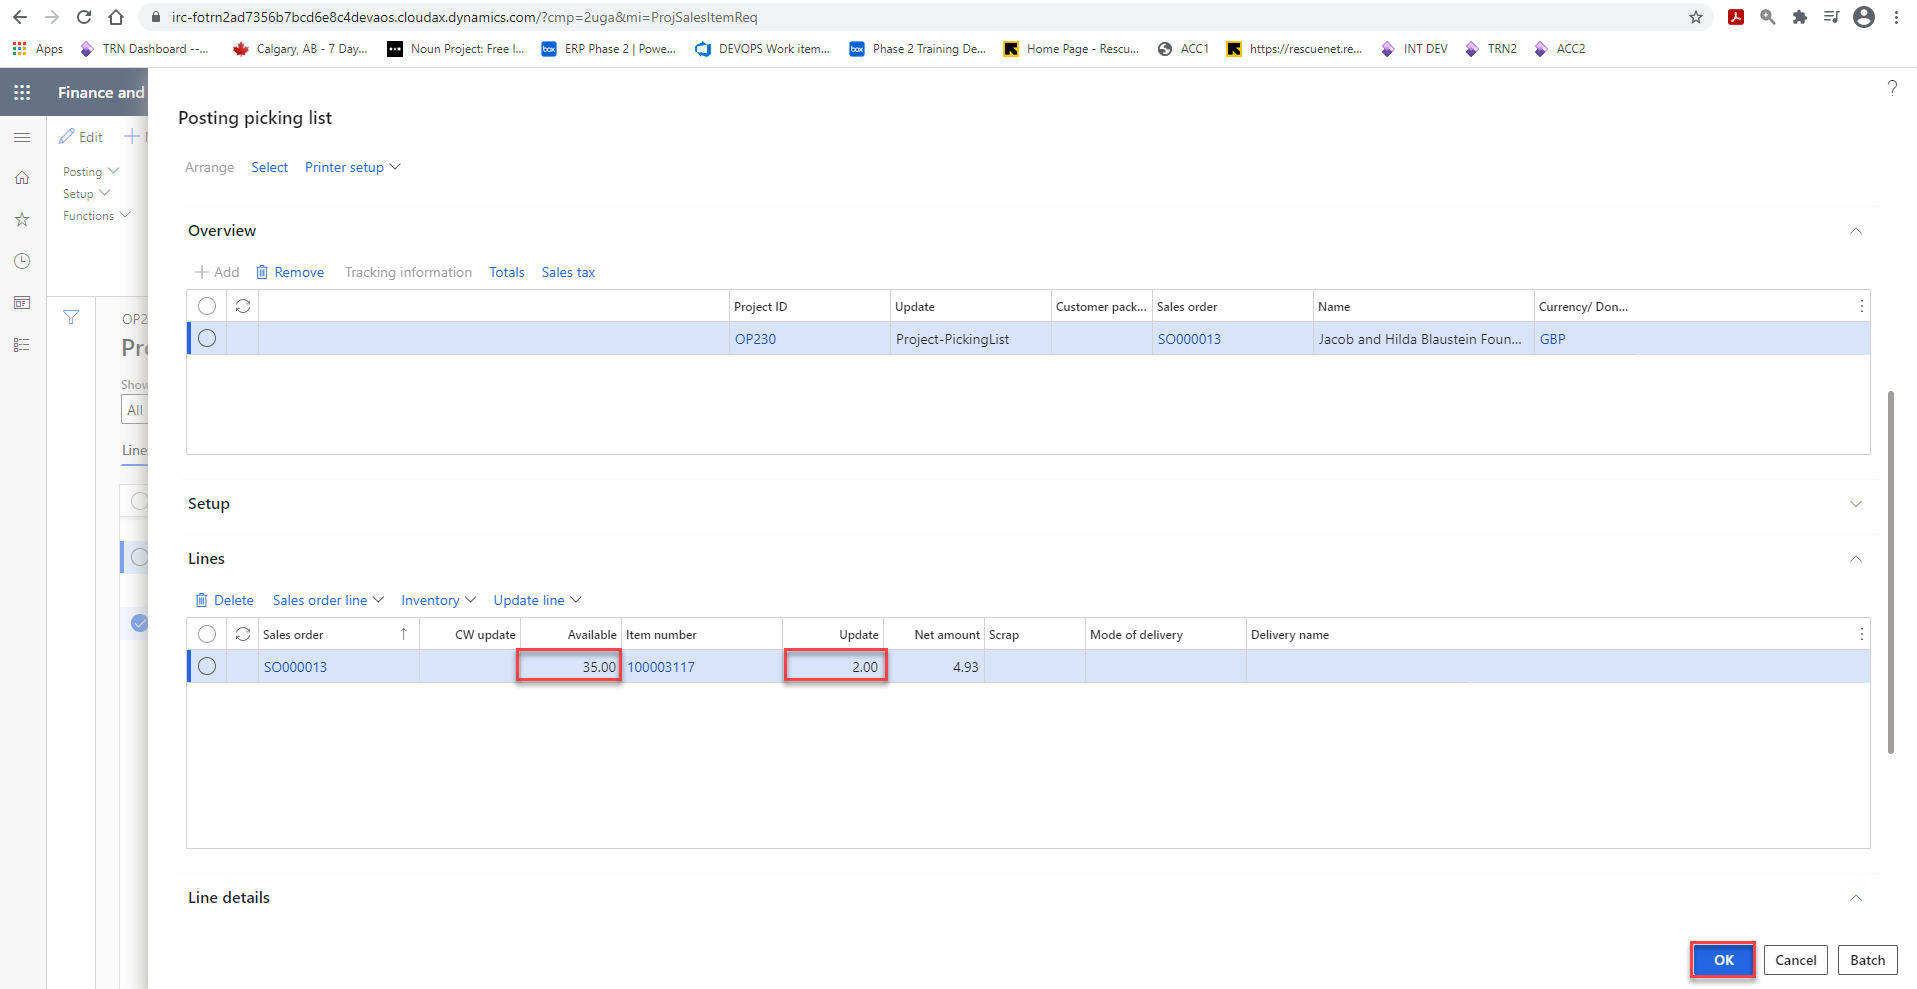 irc-fotrn2ad7356b7bcd6e8c4devaos.cloudax.dynamics.com/?cmp=2uga&mi=ProjSalesItemReq
Apps TRN Dashboard --... Calgary, AB - 7 Day... Noun Project: Free I... box ERP Phase 2 | Powe... DEVOPS Work item... box Phase 2 Training De... Home Page - Rescu... ACC1 https://rescuenet.re... INT DEV TRN2 ACC2
Finance and
?
Posting picking list
Edit
Arrange Select Printer setup
Posting
Setup
Functions
Overview
Add Remove Tracking information Totals Sales tax
Project ID Update Customer pack... Sales order Name Currency/ Don...
OP230 Project-PickingList SO000013 Jacob and Hilda Blaustein Foun... GBP
OP2
Pro
Show
All
Line
Setup
Lines
Delete Sales order line Inventory Update line
Sales order CW update Available Item number Update Net amount Scrap Mode of delivery Delivery name
SO000013 35.00 100003117 2.00 4.93
Line details
OK Cancel Batch